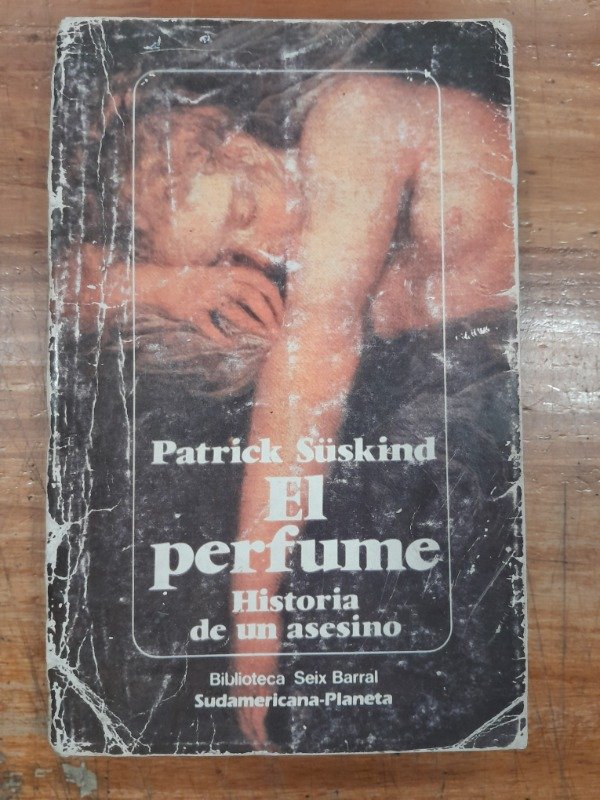 Patrick Süskind
El
perfume
Historia
de un asesino
Biblioteca Seix Barral
Sudamericana-Planeta